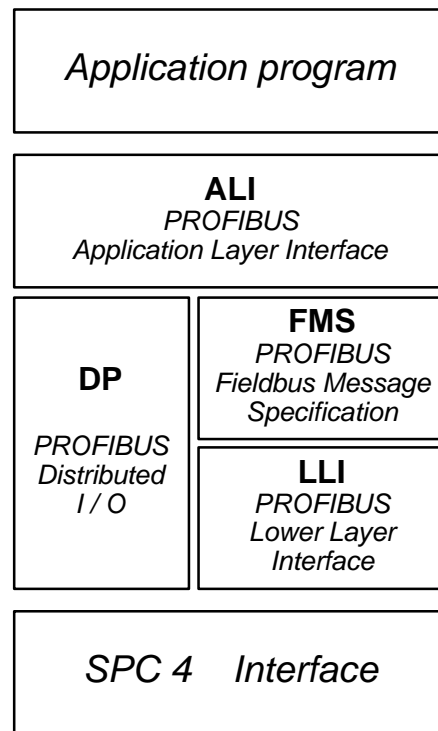 Application program
ALI
PROFIBUS
Application Layer Interface
DP
PROFIBUS
Distributed
I / O
FMS
PROFIBUS
Fieldbus Message
Specification
LLI
PROFIBUS
Lower Layer
Interface
SPC 4 Interface